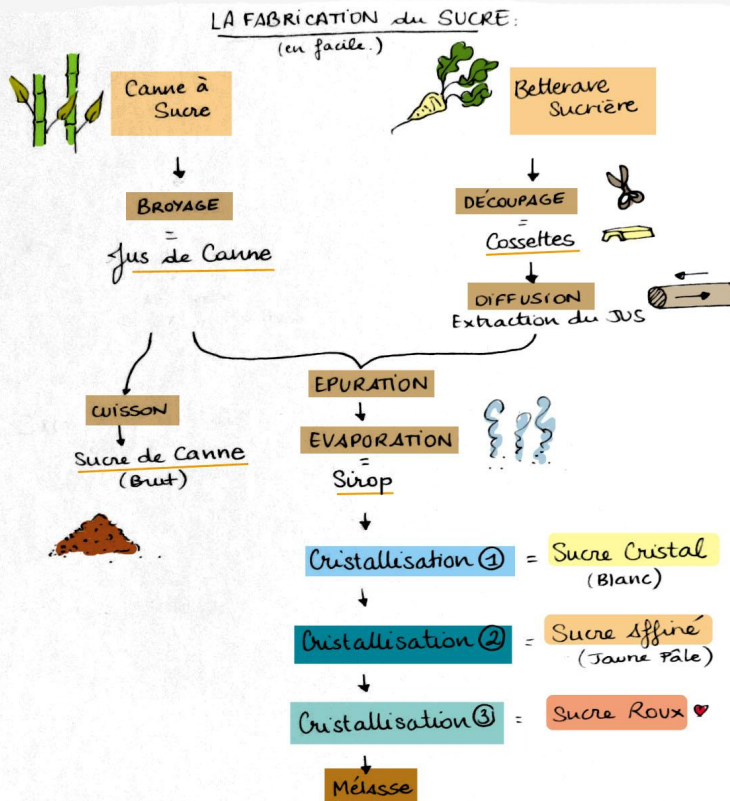 LA FABRICATION du SUCRE:
(en facile.)
Canne à
Sucre
Betterave
Sucrière
BROYAGE
=
Jus de Canne
DÉCOUPAGE
=
Cossettes
DIFFUSION
Extraction du JUS
CUISSON
Sucre de Canne
(Brut)
EPURATION
EVAPORATION
=
Sirop
Cristallisation ① = Sucre Cristal
(Blanc)
Cristallisation ② = Sucre Affiné
(Jaune Pâle)
Cristallisation ③ = Sucre Roux
MÉLASSE